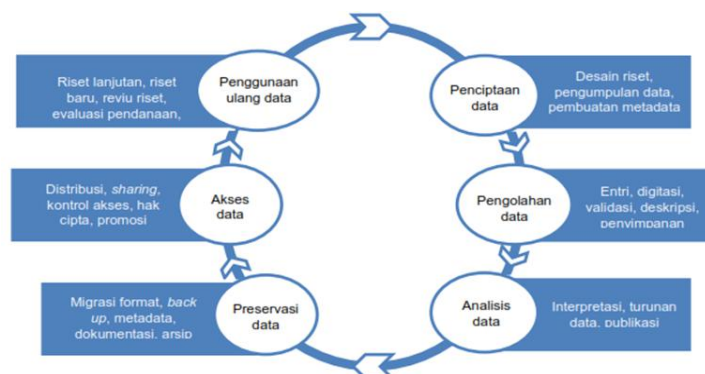 Penggunaan
ulang data
Riset lanjutan, riset
baru, reviu riset,
evaluasi pendanaan,
Penciptaan
data
Desain riset,
pengumpulan data,
pembuatan metadata
Akses
data
Distribusi, sharing,
kontrol akses, hak
cipta, promosi
Pengolahan
data
Entri, digitasi,
validasi, deskripsi,
penyimpanan
Preservasi
data
Migrasi format, back
up, metadata,
dokumentasi, arsip
Analisis
data
Interpretasi, turunan
data, publikasi